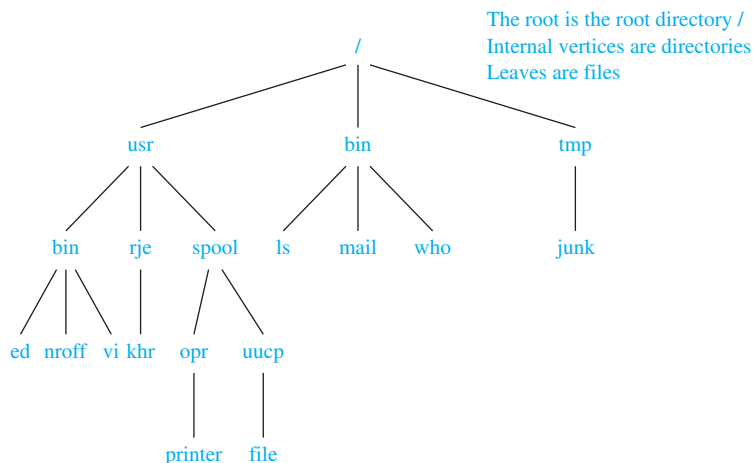 The root is the root directory /
Internal vertices are directories
Leaves are files
/
usr bin tmp
bin rje spool ls mail who junk
ed nroff vi khr opr uucp
printer file